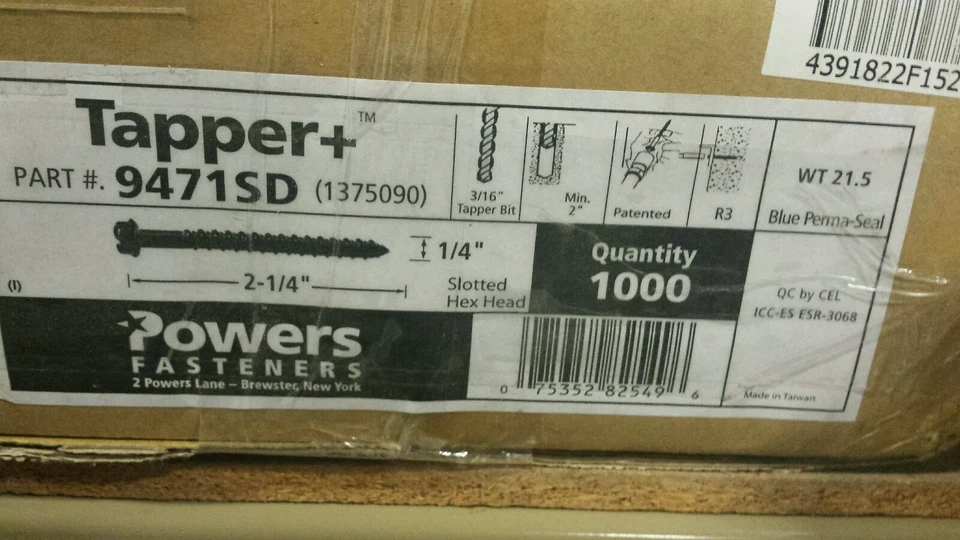 4391822F152
Tapper+™
PART #. 9471SD (1375090)
3/16"
Tapper Bit
Min.
2"
Patented
R3
WT 21.5
Blue Perma-Seal
1/4"
2-1/4"
Slotted
Hex Head
(I)
Quantity
1000
QC by CEL
ICC-ES ESR-3068
Powers
FASTENERS
2 Powers Lane – Brewster, New York
0 75352 82549 6
Made in Taiwan